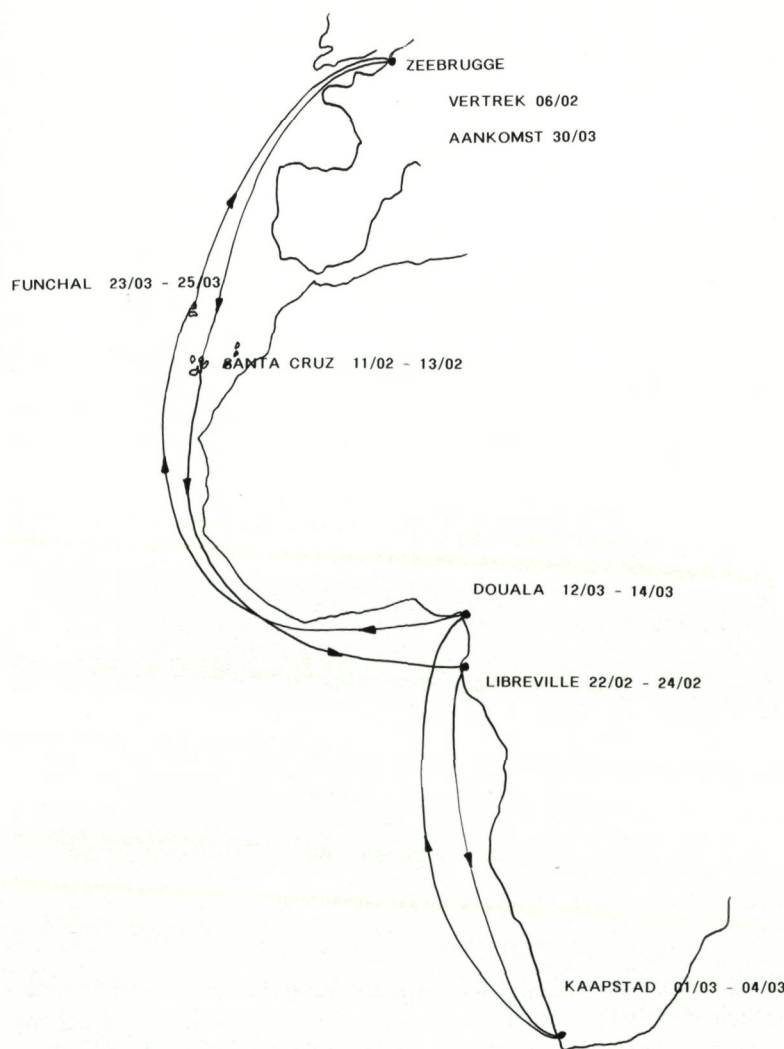 ZEEBRUGGE
VERTREK 06/02
AANKOMST 30/03
FUNCHAL 23/03 - 25/03
SANTA CRUZ 11/02 - 13/02
DOUALA 12/03 - 14/03
LIBREVILLE 22/02 - 24/02
KAAPSTAD 01/03 - 04/03